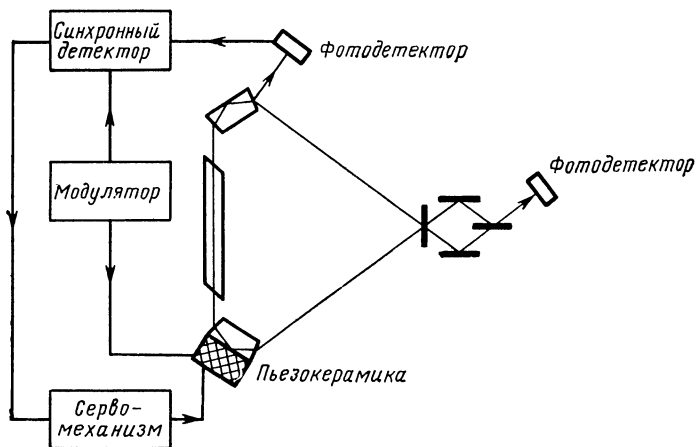 Синхронный
детектор
Фотодетектор
Модулятор
Фотодетектор
Пьезокерамика
Серво-
механизм